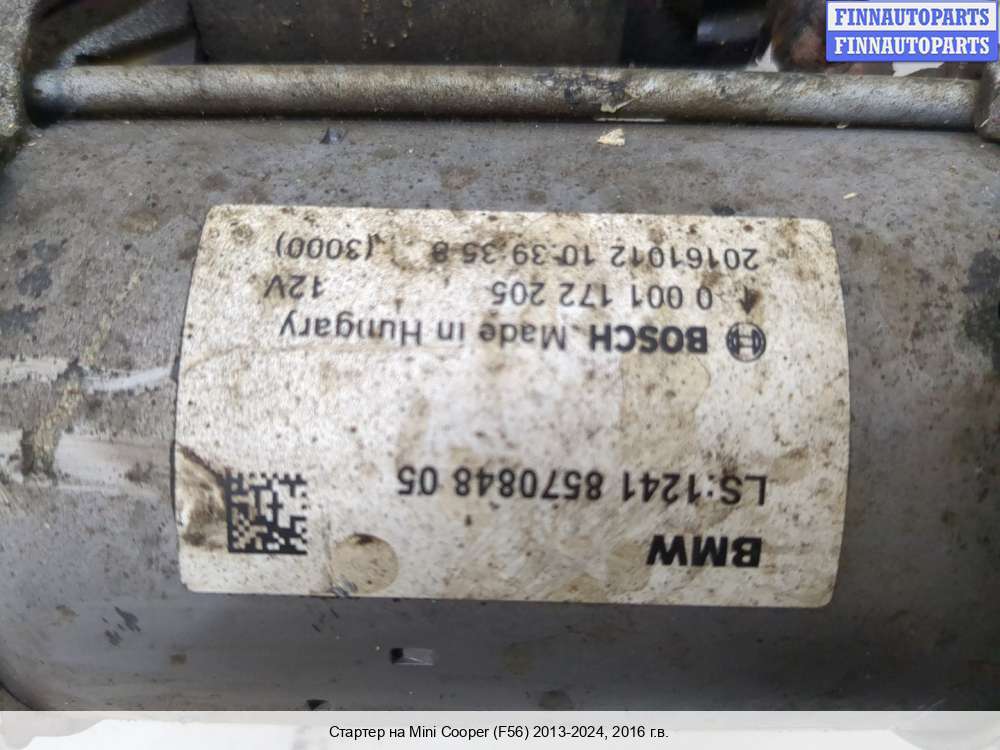 FINNAUTOPARTS
FINNAUTOPARTS
BMW
LS:1241 8570848 05
BOSCH Made in Hungary
0 001 172 205 12V
20161012 10:39:35 8 (3000)
Стартер на Mini Cooper (F56) 2013-2024, 2016 г.в.